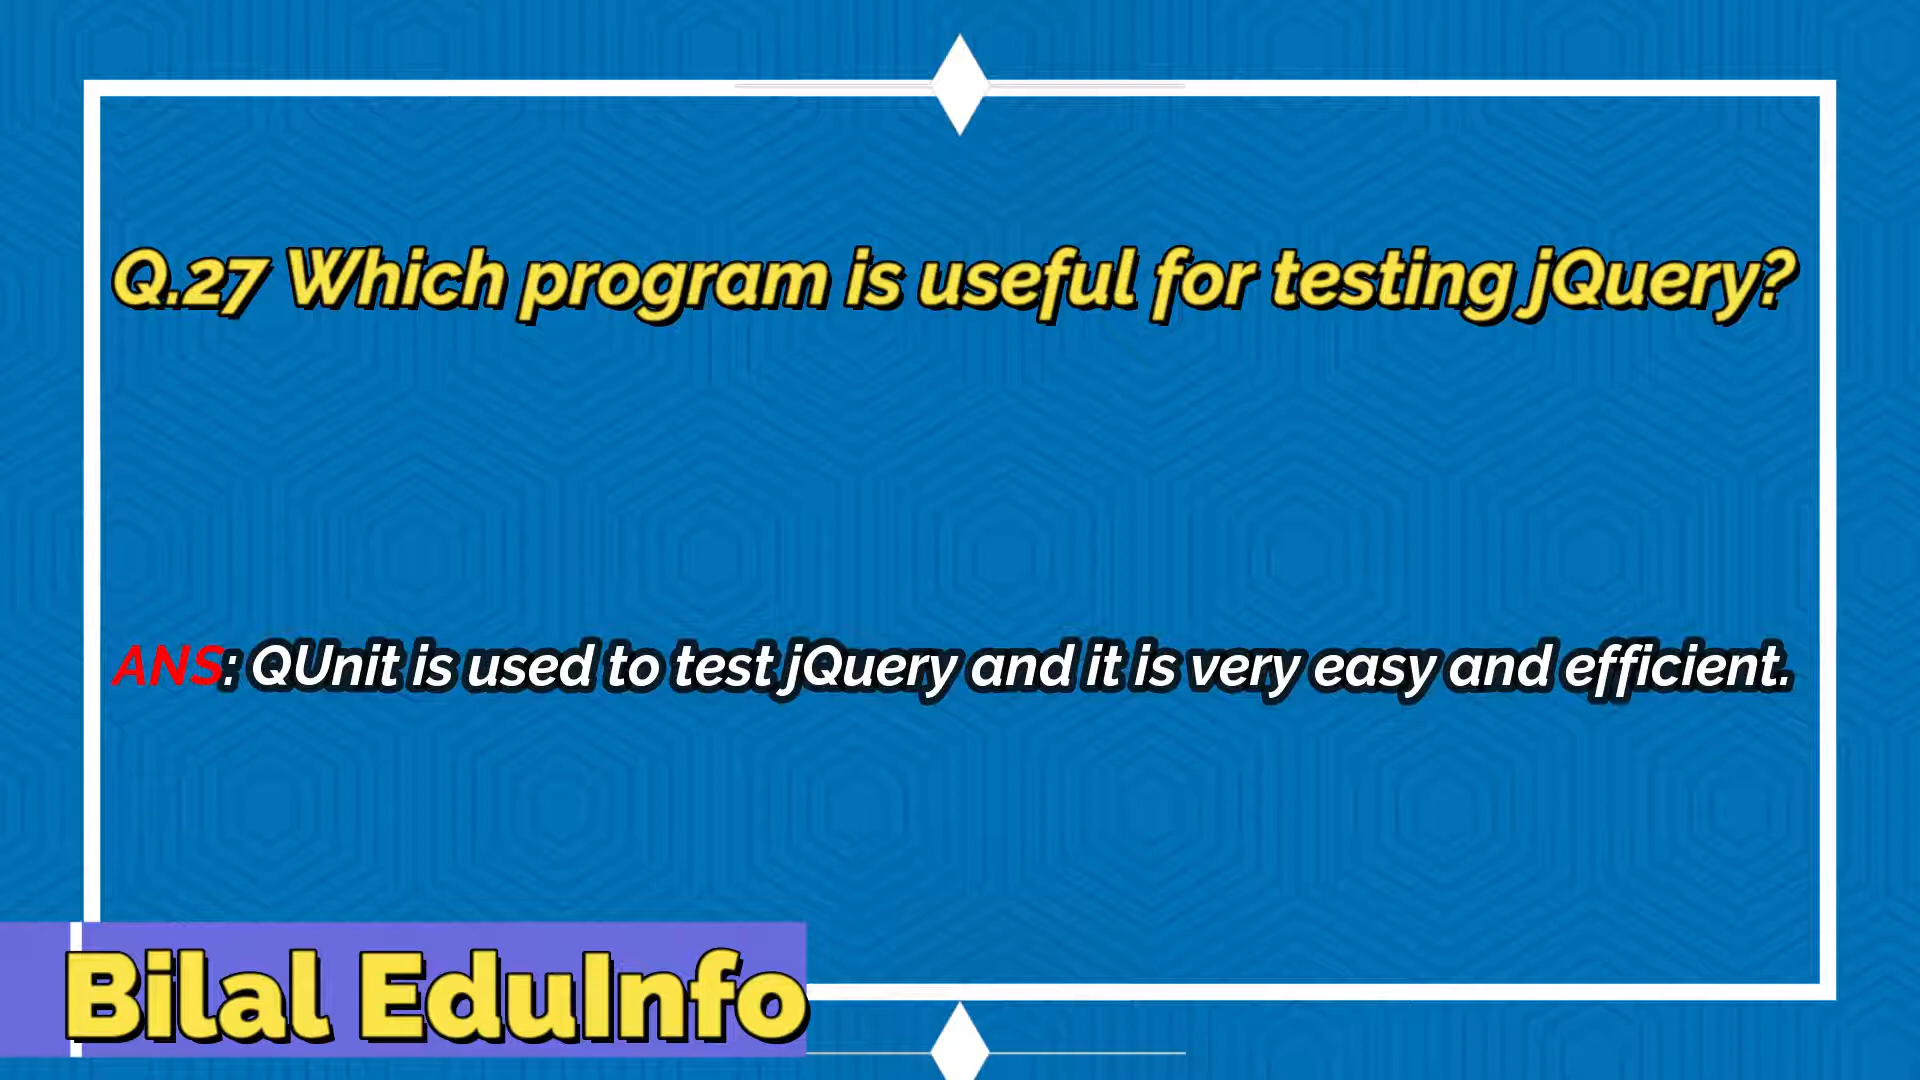 Q.27 Which program is useful for testing jQuery?
ANS: QUnit is used to test jQuery and it is very easy and efficient.
Bilal EduInfo